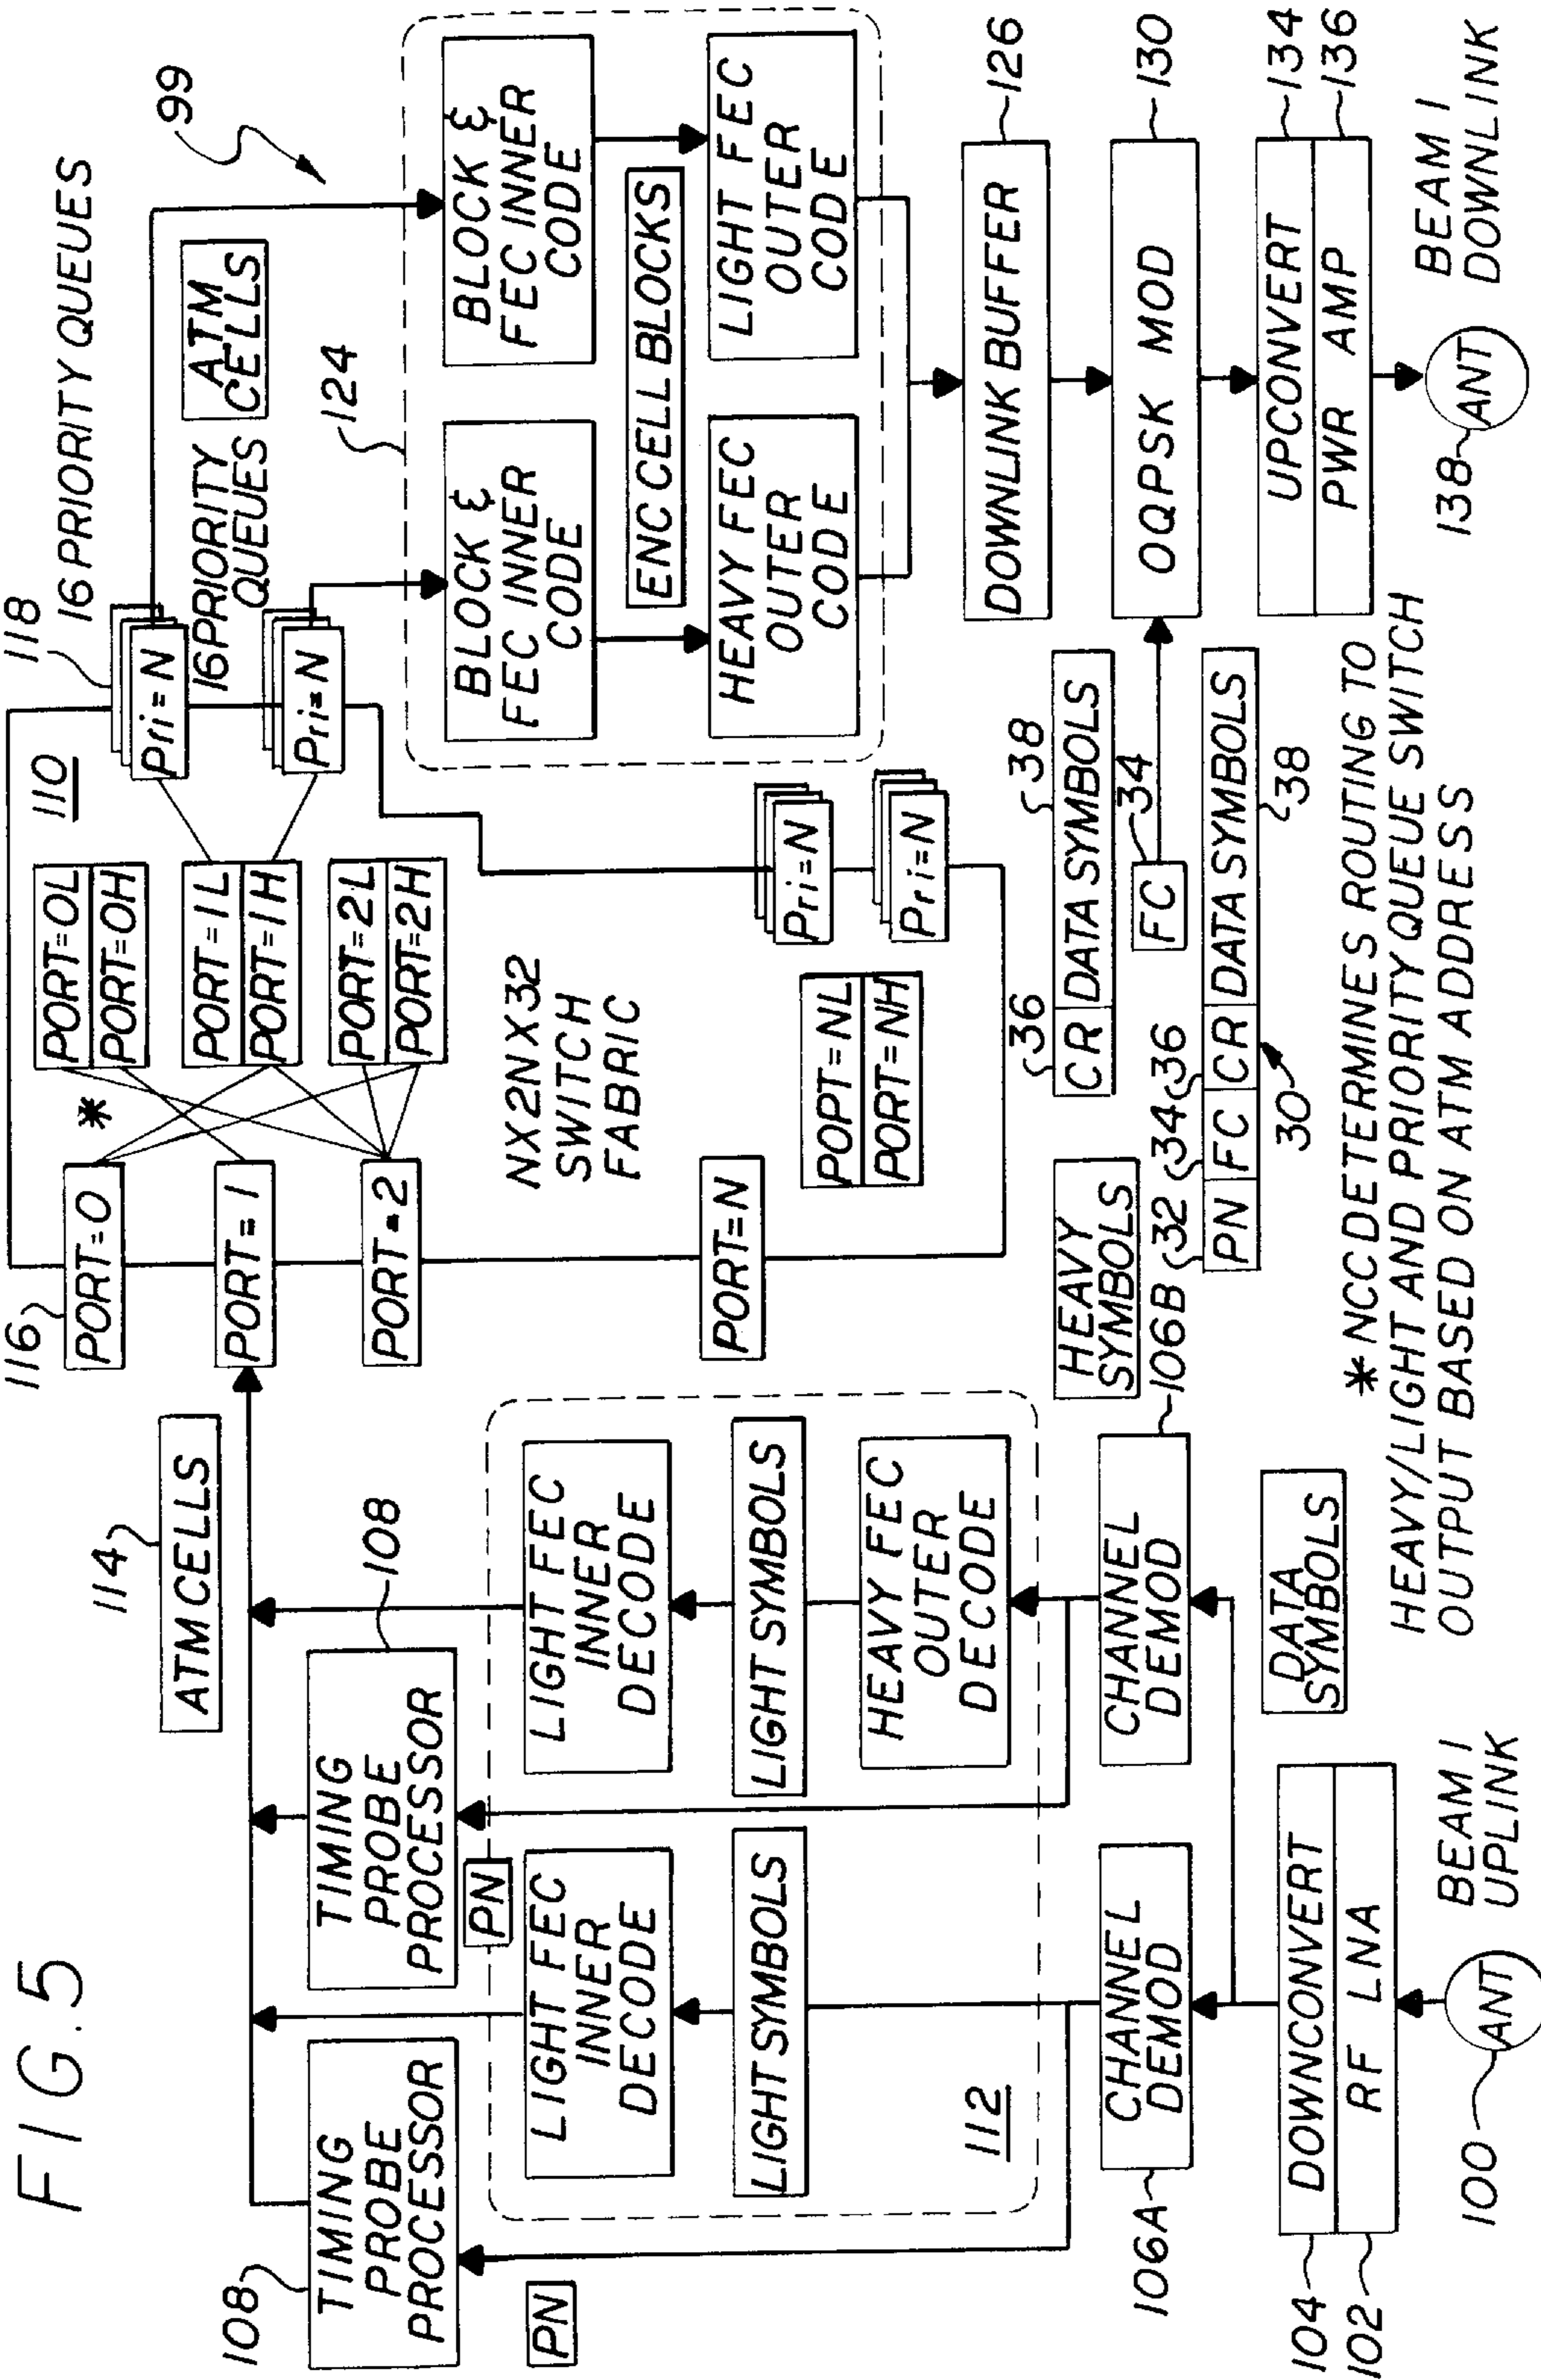 FIG. 5
108
TIMING
PROBE
PROCESSOR
PN
TIMING
PROBE
PROCESSOR
108
PN
114
ATM CELLS
LIGHT FEC
INNER
DECODE
LIGHT SYMBOLS
112
LIGHT FEC
INNER
DECODE
LIGHT SYMBOLS
HEAVY FEC
OUTER
DECODE
CHANNEL
DEMOD
106A
CHANNEL
DEMOD
106B
HEAVY
SYMBOLS
DATA
SYMBOLS
104
DOWNCONVERT
102
RF LNA
100
ANT
BEAM 1
UPLINK
116
PORT=0
PORT=1
PORT=2
PORT=N
*
PORT=0L
PORT=0H
PORT=1L
PORT=1H
PORT=2L
PORT=2H
110
NX2NX32
SWITCH
FABRIC
POPT=NL
PORT=NH
118
Pri=N
Pri=N
Pri=N
Pri=N
16 PRIORITY QUEUES
16 PRIORITY
QUEUES
ATM
CELLS
99
124
BLOCK &
FEC INNER
CODE
BLOCK &
FEC INNER
CODE
ENC CELL BLOCKS
HEAVY FEC
OUTER
CODE
LIGHT FEC
OUTER
CODE
36
38
CR DATA SYMBOLS
34
FC
32 34 36
PN FC CR DATA SYMBOLS
30
38
DOWNLINK BUFFER
126
OQPSK MOD
130
UPCONVERT
134
PWR AMP
136
138
ANT
BEAM 1
DOWNLINK
* NCC DETERMINES ROUTING TO
HEAVY/LIGHT AND PRIORITY QUEUE SWITCH
OUTPUT BASED ON ATM ADDRESS